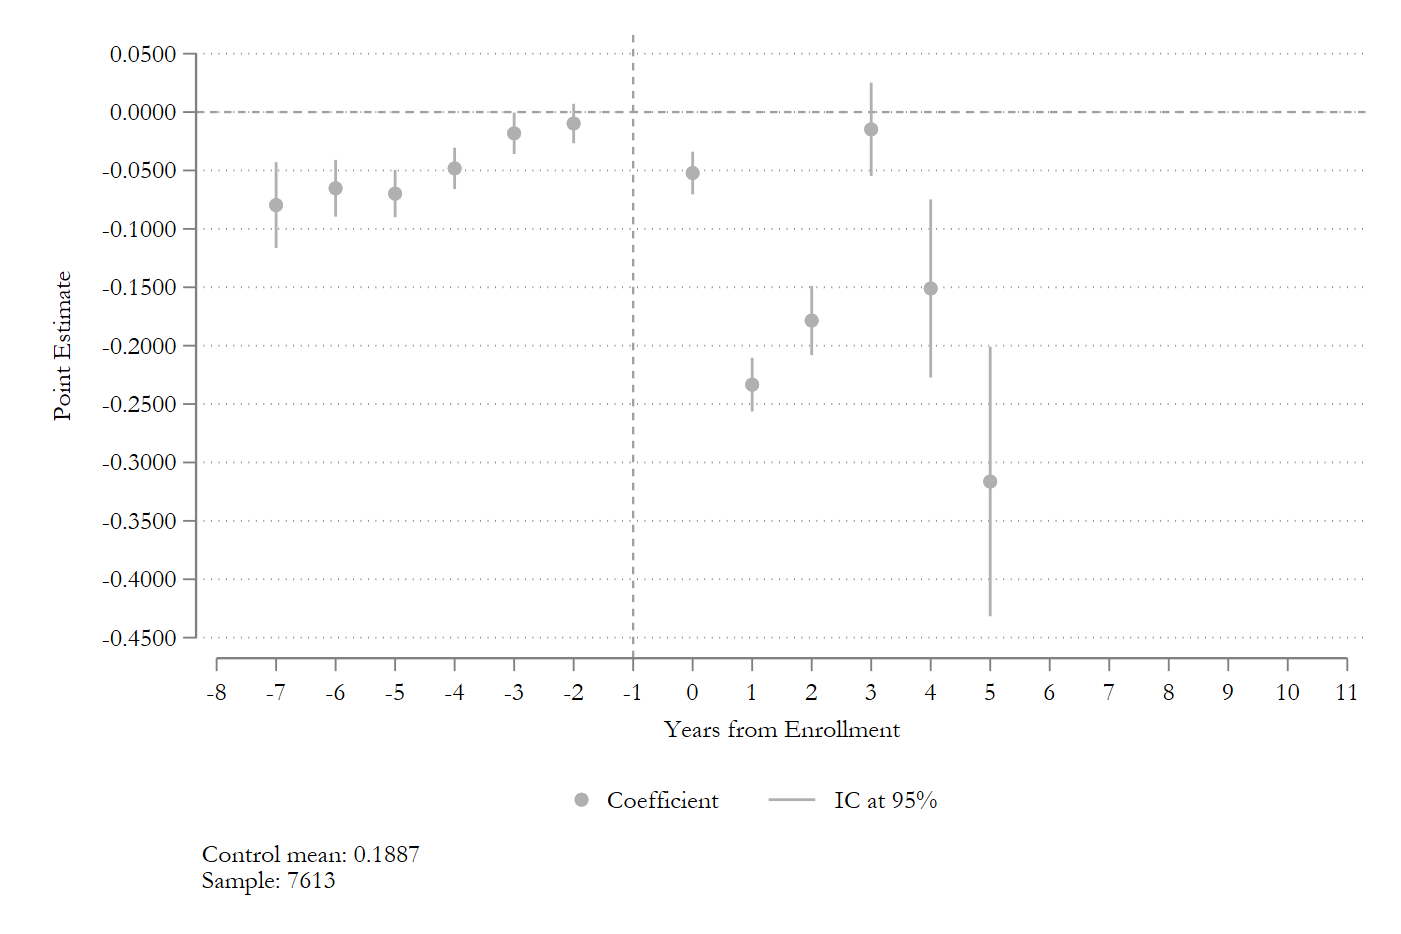 0.0500
0.0000
-0.0500
-0.1000
-0.1500
-0.2000
-0.2500
-0.3000
-0.3500
-0.4000
-0.4500
Point Estimate
-8 -7 -6 -5 -4 -3 -2 -1 0 1 2 3 4 5 6 7 8 9 10 11
Years from Enrollment
Coefficient IC at 95%
Control mean: 0.1887
Sample: 7613